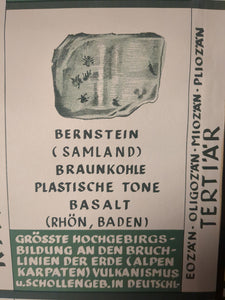 BERNSTEIN
(SAMLAND)
BRAUNKOHLE
PLASTISCHE TONE
BASALT
(RHÖN, BADEN)
GRÖSSTE HOCHGEBIRGS-
BILDUNG AN DEN BRUCH-
LINIEN DER ERDE (ALPEN
KARPATEN) VULKANISMUS
u. SCHOLLENGEB. IN DEUTSCHL-
EOZÄN · OLIGOZÄN · MIOZÄN · PLIOZÄN
TERTIÄR